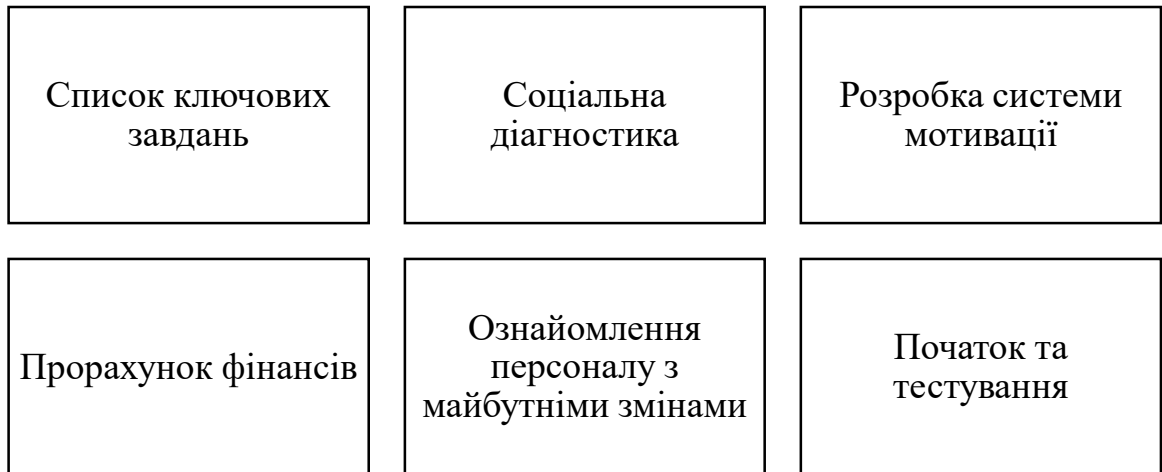 Список ключових
завдань
Соціальна
діагностика
Розробка системи
мотивації
Прорахунок фінансів
Ознайомлення
персоналу з
майбутніми змінами
Початок та
тестування